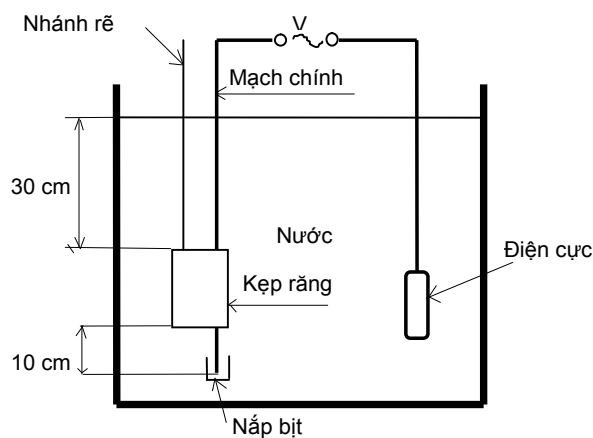 Nhánh rẽ
V
Mạch chính
30 cm
Nước
Điện cực
Kẹp răng
10 cm
Nắp bịt